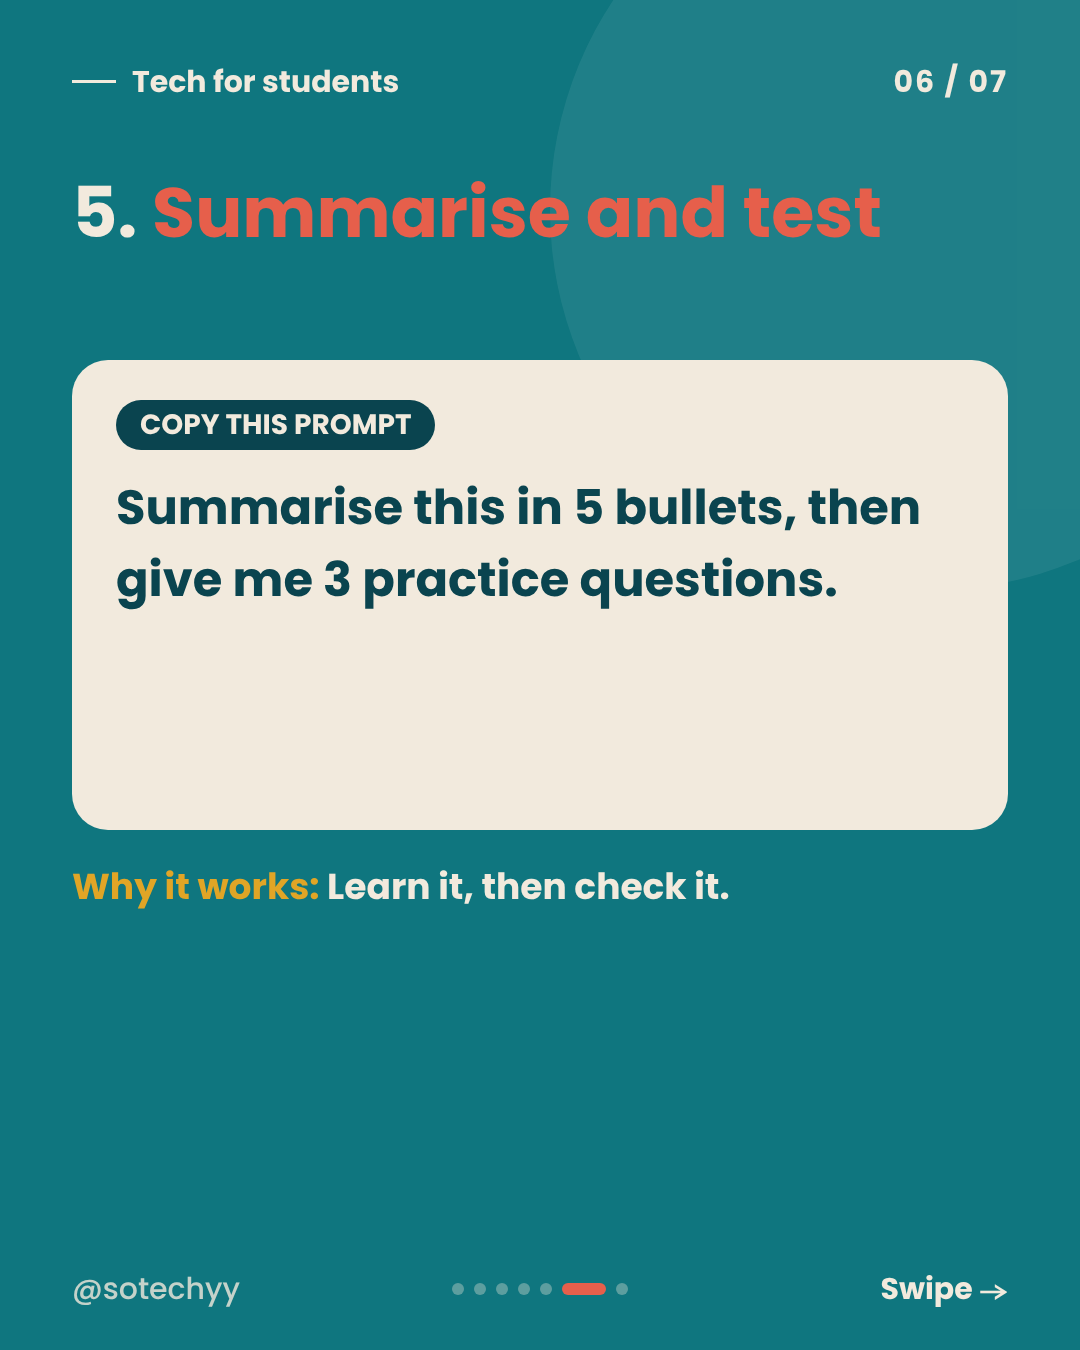 Tech for students
06 / 07
5. Summarise and test
COPY THIS PROMPT
Summarise this in 5 bullets, then
give me 3 practice questions.
Why it works: Learn it, then check it.
@sotechyy
Swipe →